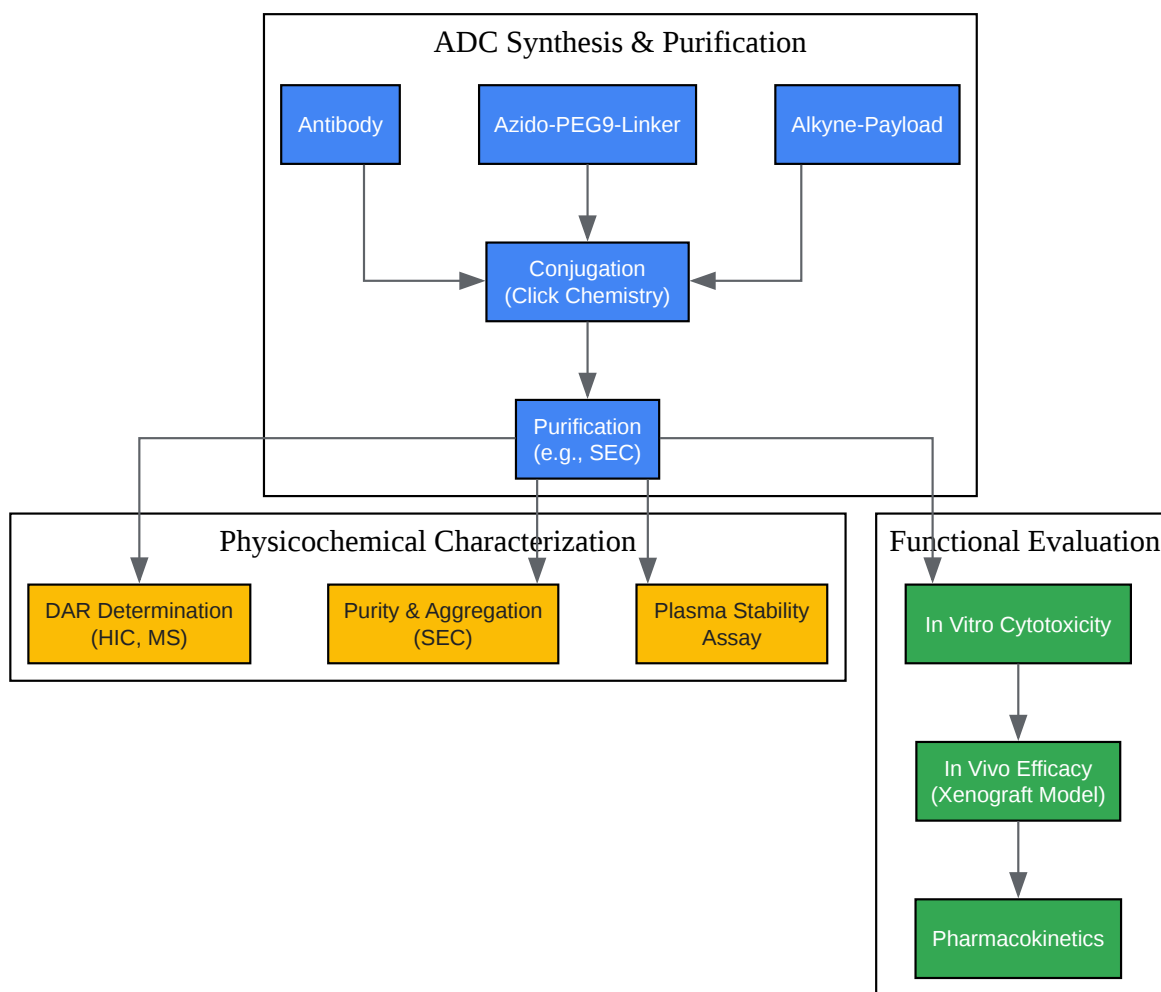 ADC Synthesis & Purification
Antibody
Azido-PEG9-Linker
Alkyne-Payload
Conjugation
(Click Chemistry)
Purification
(e.g., SEC)
Physicochemical Characterization
DAR Determination
(HIC, MS)
Purity & Aggregation
(SEC)
Plasma Stability
Assay
Functional Evaluation
In Vitro Cytotoxicity
In Vivo Efficacy
(Xenograft Model)
Pharmacokinetics